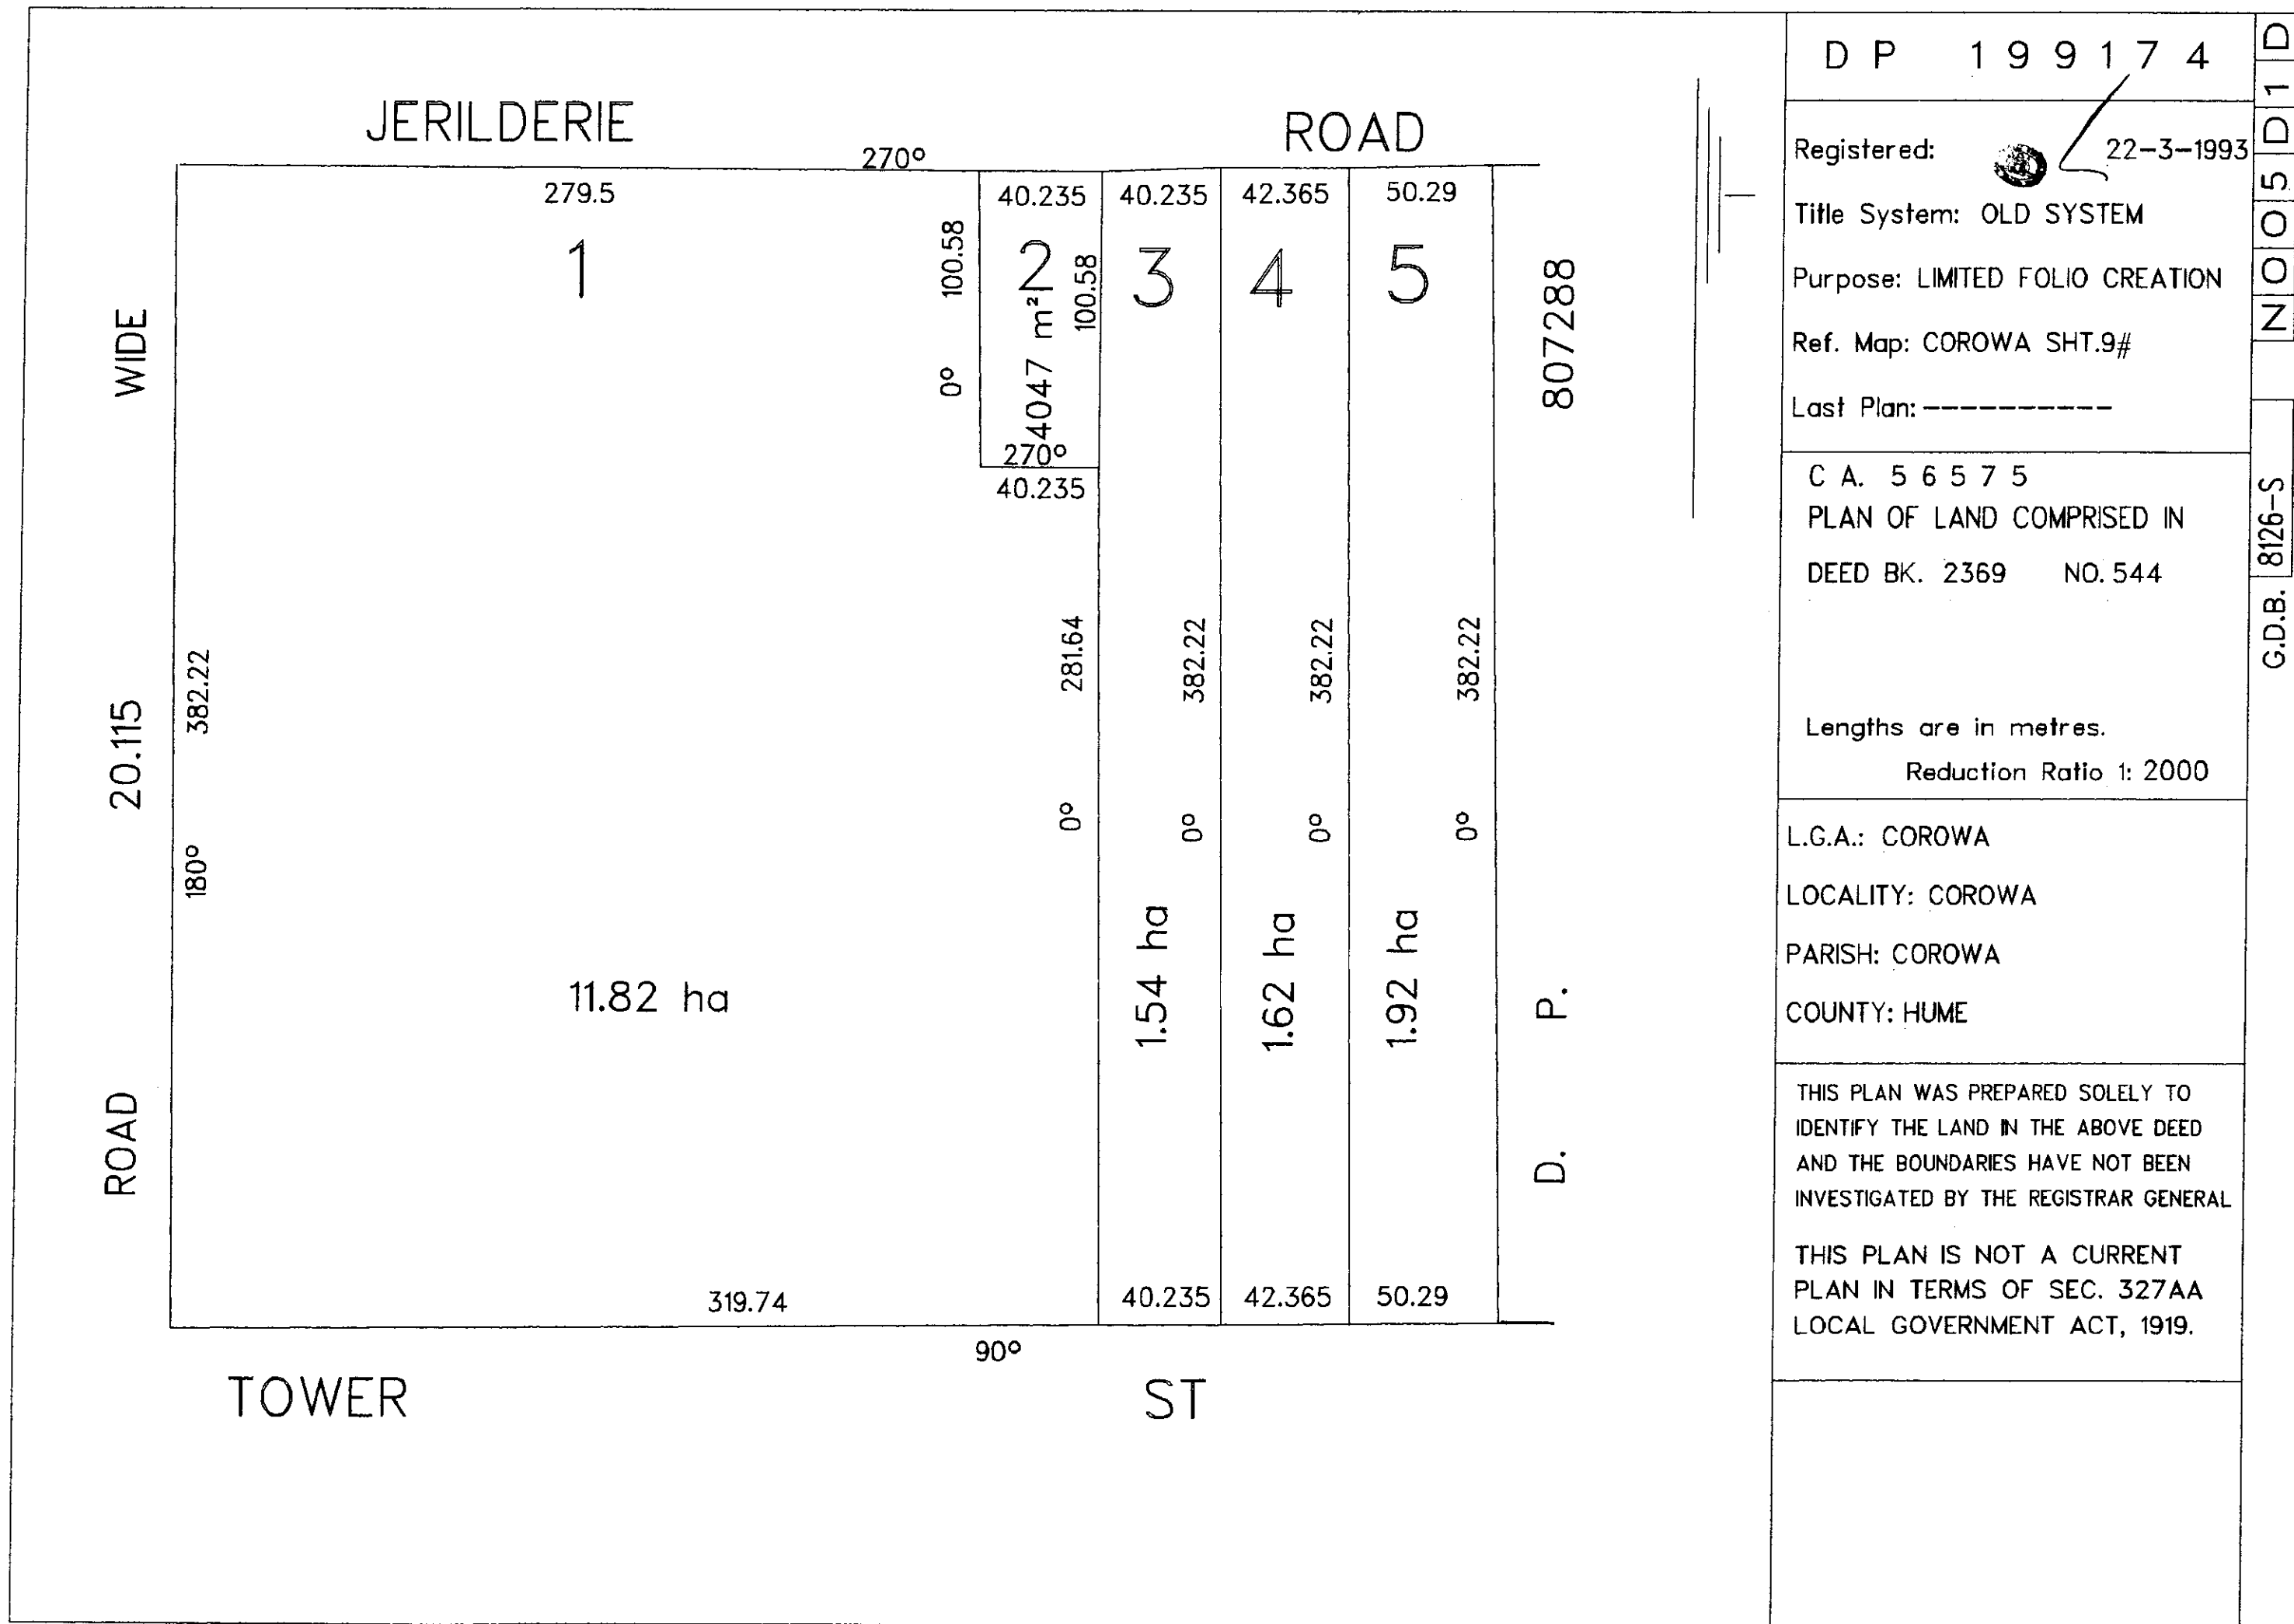 JERILDERIE ROAD
270°
279.5
40.235
40.235
42.365
50.29
1
2
3
4
5
100.58
0°
4047 m²
100.58
270°
40.235
WIDE
20.115
ROAD
382.22
180°
281.64
0°
382.22
0°
382.22
0°
382.22
0°
11.82 ha
1.54 ha
1.62 ha
1.92 ha
D. P. 807288
319.74
40.235
42.365
50.29
90°
TOWER ST
DP 199174
Registered: 22-3-1993
Title System: OLD SYSTEM
Purpose: LIMITED FOLIO CREATION
Ref. Map: COROWA SHT.9#
Last Plan: ----------
C A. 5 6 5 7 5
PLAN OF LAND COMPRISED IN
DEED BK. 2369 NO. 544
Lengths are in metres.
Reduction Ratio 1: 2000
L.G.A.: COROWA
LOCALITY: COROWA
PARISH: COROWA
COUNTY: HUME
THIS PLAN WAS PREPARED SOLELY TO
IDENTIFY THE LAND IN THE ABOVE DEED
AND THE BOUNDARIES HAVE NOT BEEN
INVESTIGATED BY THE REGISTRAR GENERAL
THIS PLAN IS NOT A CURRENT
PLAN IN TERMS OF SEC. 327AA
LOCAL GOVERNMENT ACT, 1919.
NOO5D1D
G.D.B. 8126-S